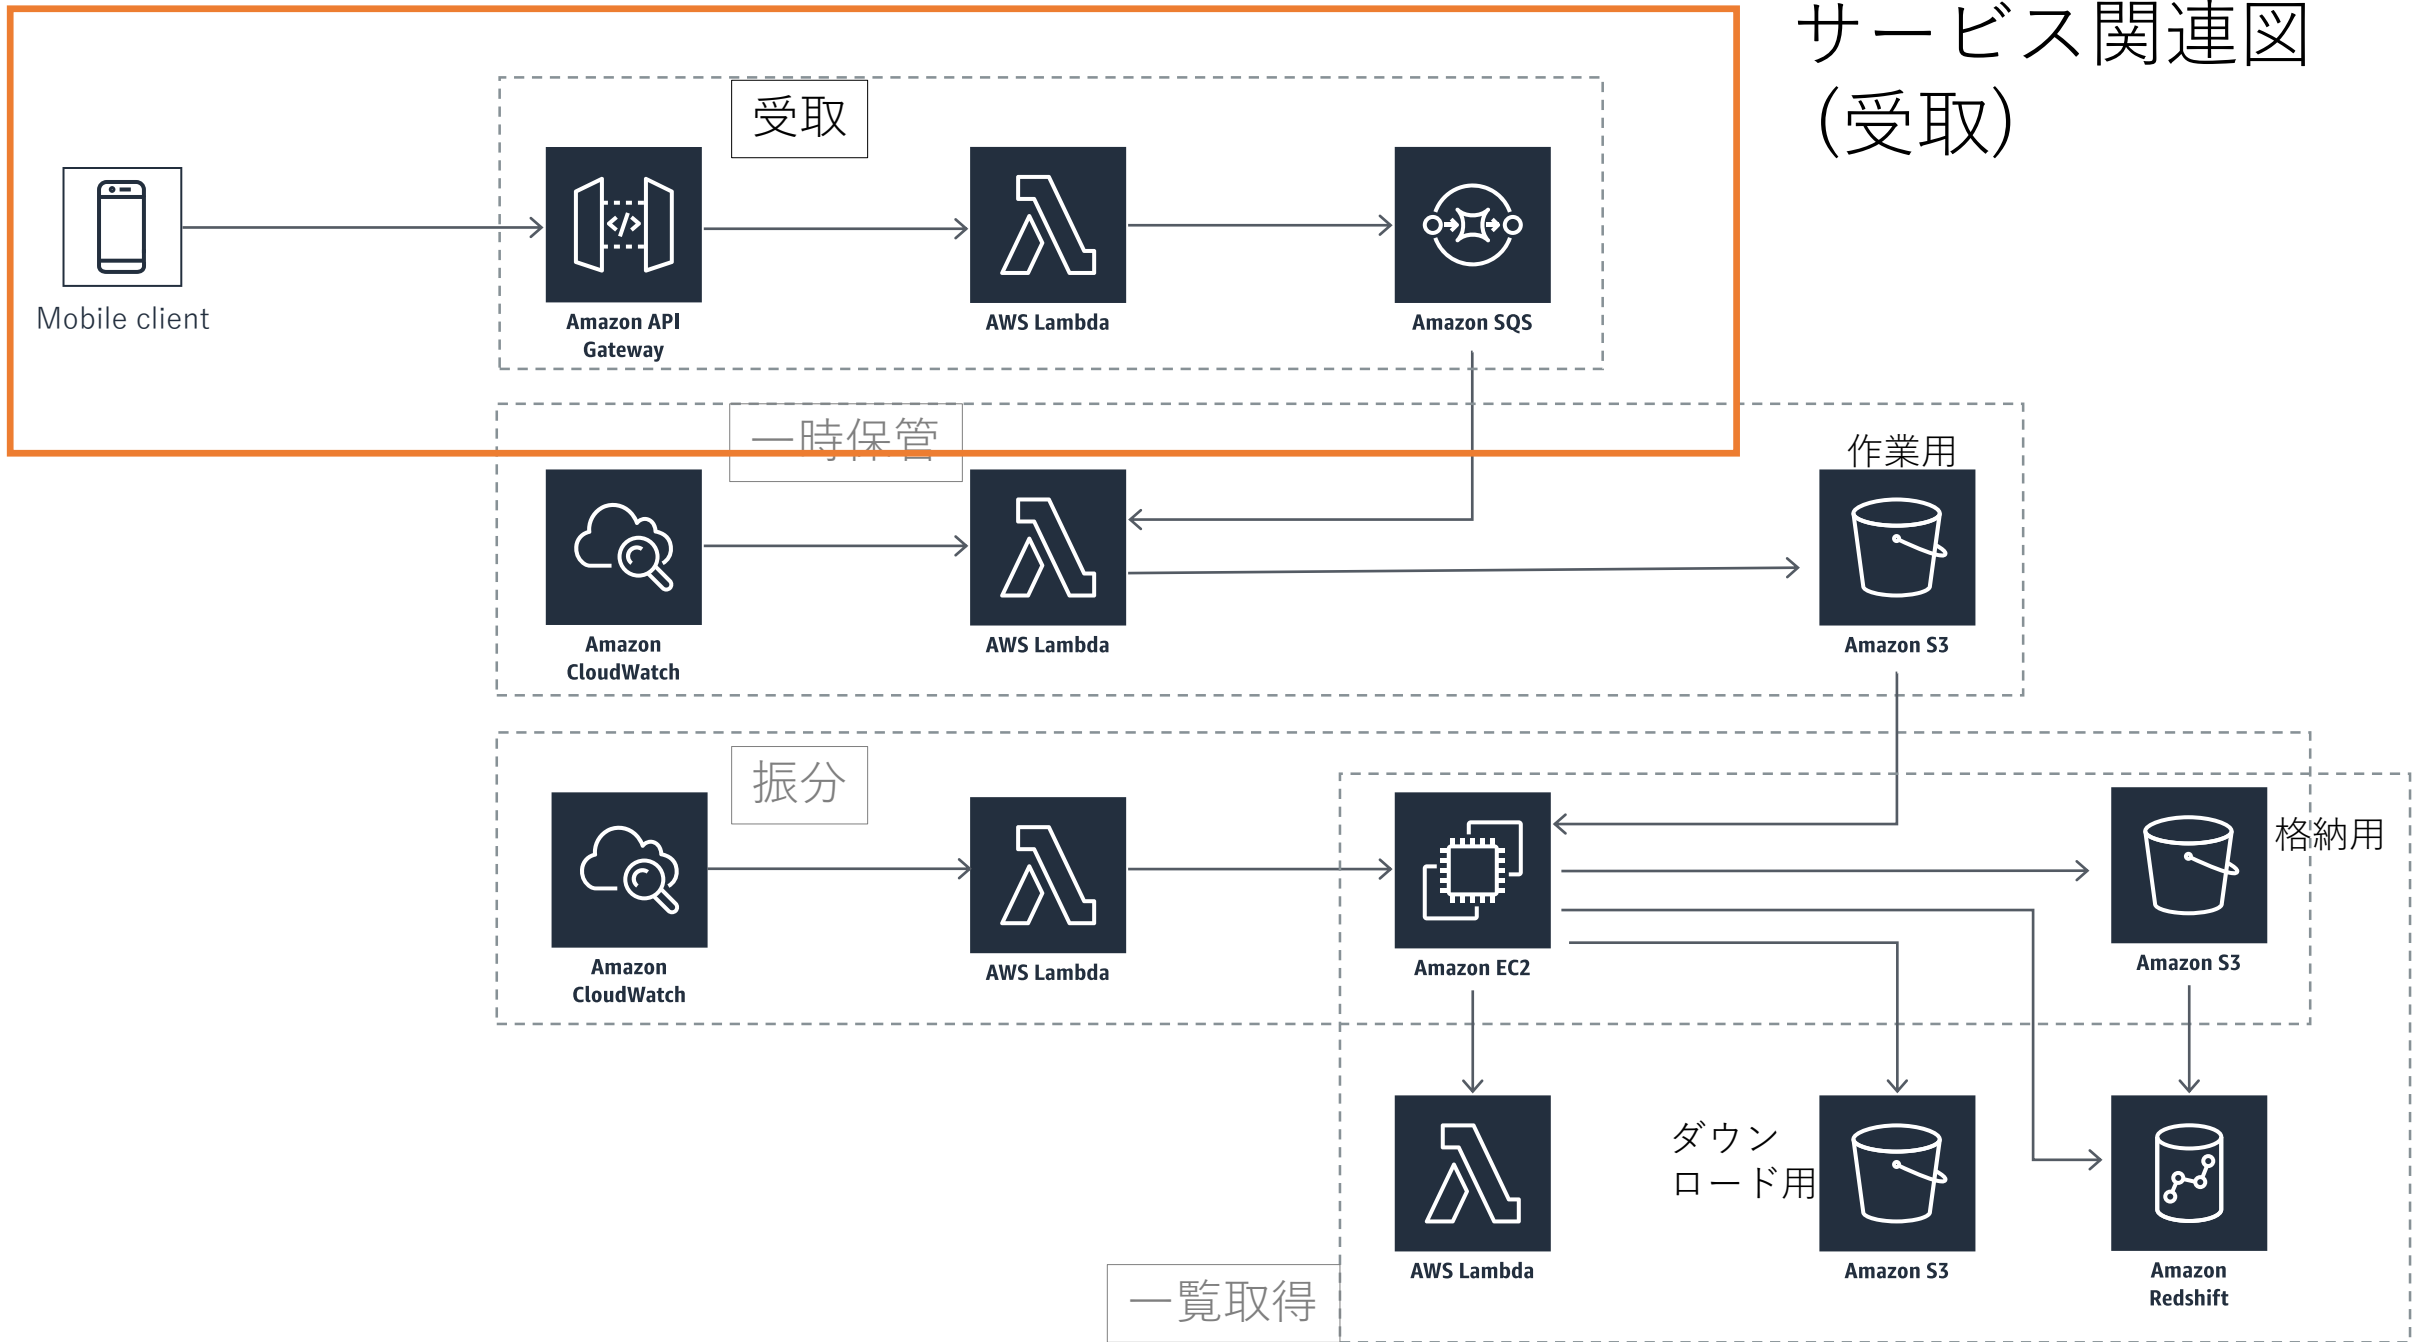 サービス関連図
(受取)
受取
Mobile client
Amazon API
Gateway
AWS Lambda
Amazon SQS
一時保管
作業用
Amazon
CloudWatch
AWS Lambda
Amazon S3
振分
格納用
Amazon
CloudWatch
AWS Lambda
Amazon EC2
Amazon S3
ダウン
ロード用
AWS Lambda
Amazon S3
Amazon
Redshift
一覧取得